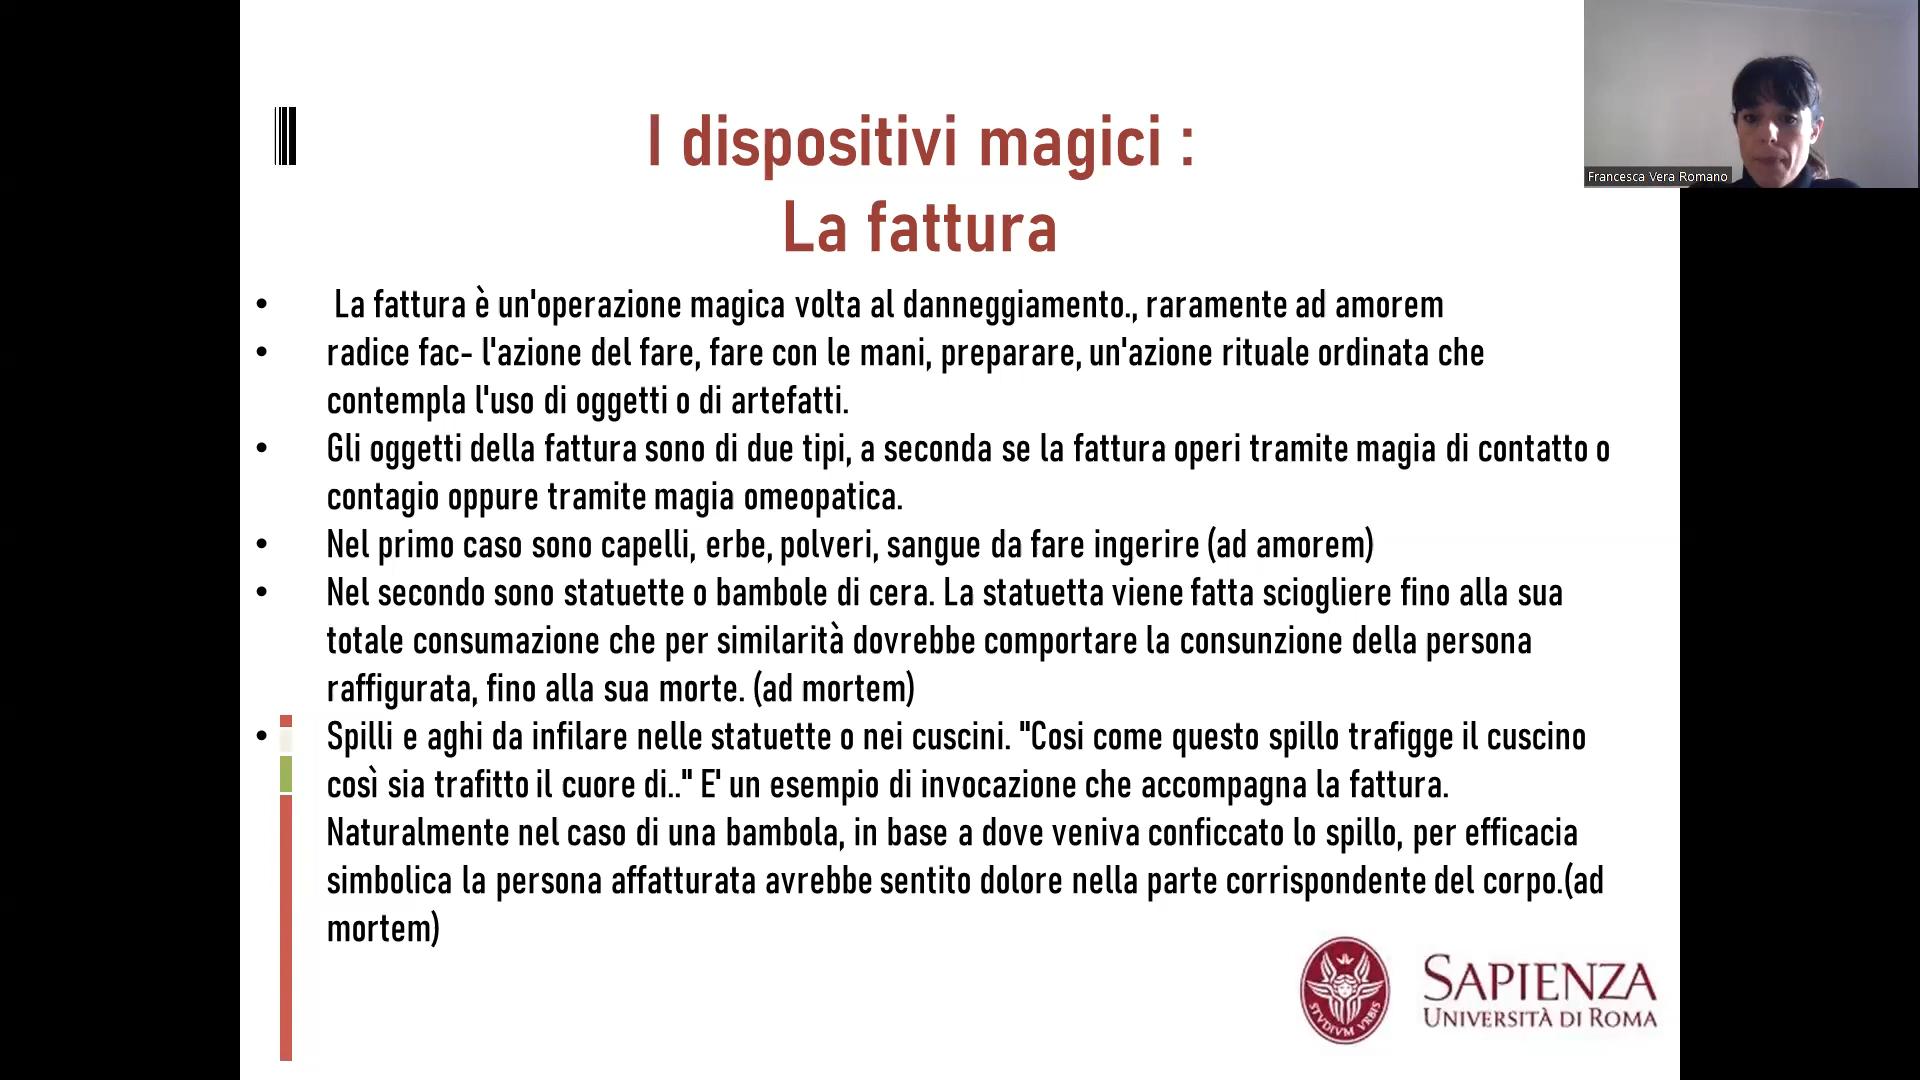 I dispositivi magici :
La fattura
Francesca Vera Romano
• La fattura è un'operazione magica volta al danneggiamento., raramente ad amorem
• radice fac- l'azione del fare, fare con le mani, preparare, un'azione rituale ordinata che
contempla l'uso di oggetti o di artefatti.
• Gli oggetti della fattura sono di due tipi, a seconda se la fattura operi tramite magia di contatto o
contagio oppure tramite magia omeopatica.
• Nel primo caso sono capelli, erbe, polveri, sangue da fare ingerire (ad amorem)
• Nel secondo sono statuette o bambole di cera. La statuetta viene fatta sciogliere fino alla sua
totale consumazione che per similarità dovrebbe comportare la consunzione della persona
raffigurata, fino alla sua morte. (ad mortem)
• Spilli e aghi da infilare nelle statuette o nei cuscini. "Cosi come questo spillo trafigge il cuscino
così sia trafitto il cuore di.." E' un esempio di invocazione che accompagna la fattura.
Naturalmente nel caso di una bambola, in base a dove veniva conficcato lo spillo, per efficacia
simbolica la persona affatturata avrebbe sentito dolore nella parte corrispondente del corpo.(ad
mortem)
STVDIVM VRBIS
SAPIENZA
UNIVERSITÀ DI ROMA